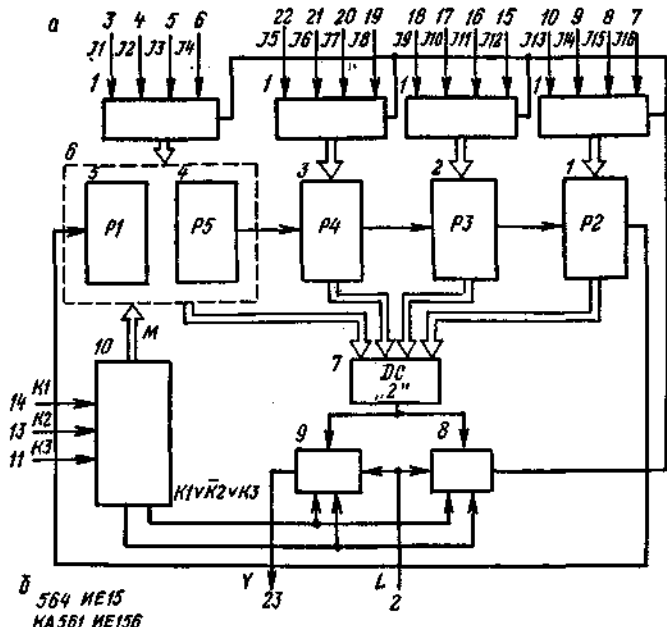 а
3 4 5 6 22 21 20 19 18 17 16 15 10 9 8 7
J1 J2 J3 J4 J5 J6 J7 J8 J9 J10 J11 J12 J13 J14 J15 J16
1 1 1 1
6
5 4 3 2 1
P1 P5 P4 P3 P2
M
10
7 DC
„2"
14 K1
13 K2
11 K3
9 8
K1∨K̅2∨K3
Y L
23 2
б
564 ИЕ15
КА561 ИЕ15Б